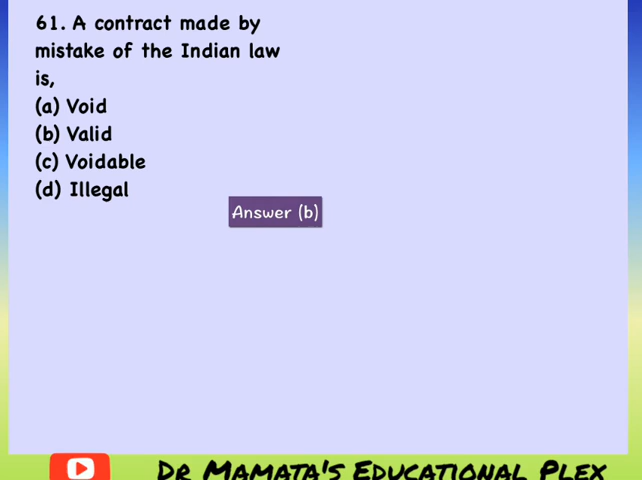 61. A contract made by
mistake of the Indian law
is,
(a) Void
(b) Valid
(c) Voidable
(d) Illegal
Answer (b)
Dr Mamata's Educational Plex